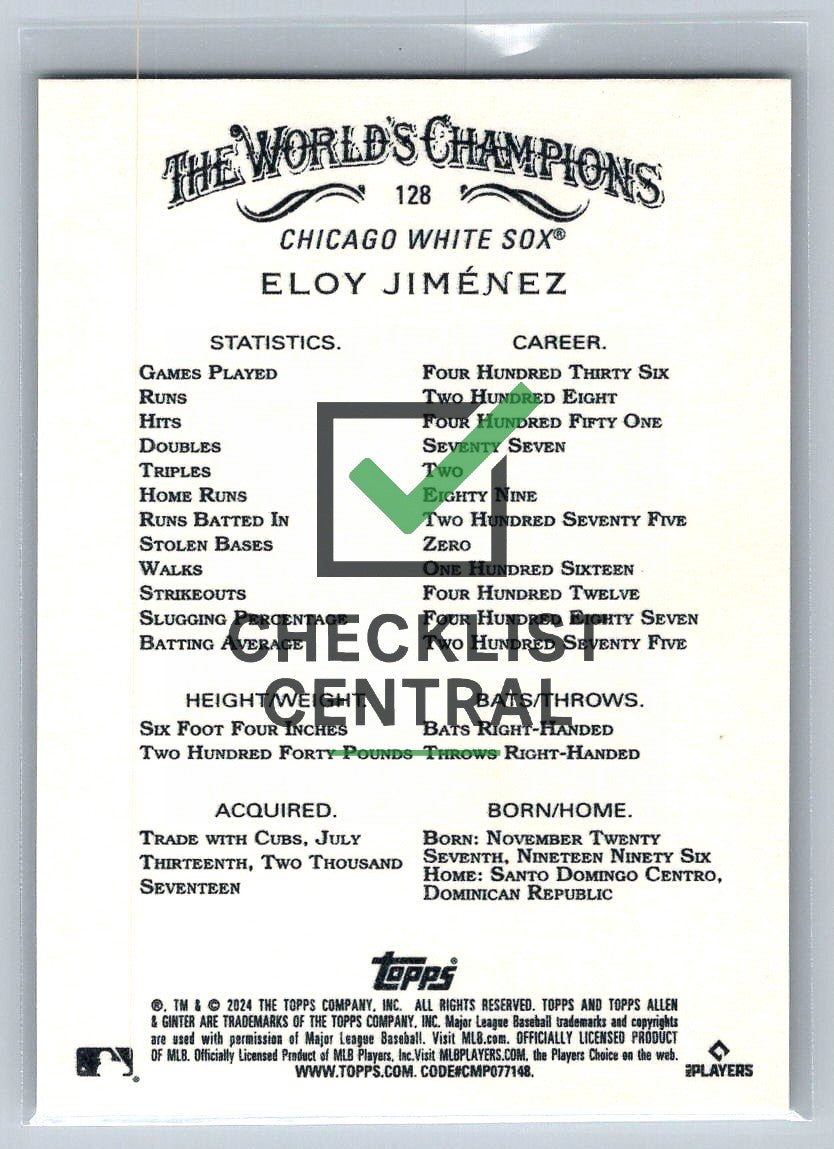 THE WORLD'S CHAMPIONS
128
CHICAGO WHITE SOX®
ELOY JIMÉNEZ
STATISTICS. CAREER.
GAMES PLAYED FOUR HUNDRED THIRTY SIX
RUNS TWO HUNDRED EIGHT
HITS FOUR HUNDRED FIFTY ONE
DOUBLES SEVENTY SEVEN
TRIPLES TWO
HOME RUNS EIGHTY NINE
RUNS BATTED IN TWO HUNDRED SEVENTY FIVE
STOLEN BASES ZERO
WALKS ONE HUNDRED SIXTEEN
STRIKEOUTS FOUR HUNDRED TWELVE
SLUGGING PERCENTAGE FOUR HUNDRED EIGHTY SEVEN
BATTING AVERAGE TWO HUNDRED SEVENTY FIVE
CHECKLIST
CENTRAL
HEIGHT/WEIGHT. BATS/THROWS.
SIX FOOT FOUR INCHES BATS RIGHT-HANDED
TWO HUNDRED FORTY POUNDS THROWS RIGHT-HANDED
ACQUIRED.
TRADE WITH CUBS, JULY
THIRTEENTH, TWO THOUSAND
SEVENTEEN
BORN/HOME.
BORN: NOVEMBER TWENTY
SEVENTH, NINETEEN NINETY SIX
HOME: SANTO DOMINGO CENTRO,
DOMINICAN REPUBLIC
Topps®
®, TM & © 2024 THE TOPPS COMPANY, INC. ALL RIGHTS RESERVED. TOPPS AND TOPPS ALLEN
& GINTER ARE TRADEMARKS OF THE TOPPS COMPANY, INC. Major League Baseball trademarks and copyrights
are used with permission of Major League Baseball. Visit MLB.com. OFFICIALLY LICENSED PRODUCT
OF MLB. Officially Licensed Product of MLB Players, Inc.Visit MLBPLAYERS.COM, the Players Choice on the web.
WWW.TOPPS.COM. CODE#CMP077148.
MLBPLAYERS